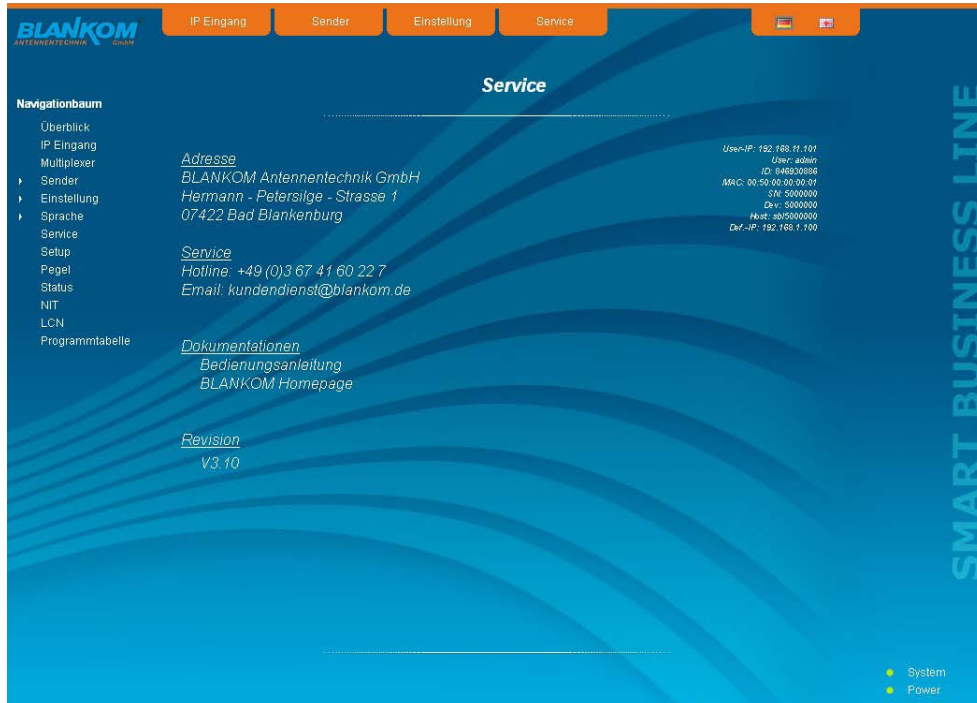 BLANKOM
ANTENNENTECHNIK GmbH
IP Eingang
Sender
Einstellung
Service
Service
Navigationbaum
Überblick
IP Eingang
Multiplexer
Sender
Einstellung
Sprache
Service
Setup
Pegel
Status
NIT
LCN
Programmtabelle
Adresse
BLANKOM Antennentechnik GmbH
Hermann - Petersilge - Strasse 1
07422 Bad Blankenburg
Service
Hotline: +49 (0)3 67 41 60 22 7
Email: kundendienst@blankom.de
Dokumentationen
Bedienungsanleitung
BLANKOM Homepage
Revision
V3.10
User-IP: 192.168.11.101
User: admin
ID: 846930886
MAC: 00:50:00:00:00:01
SN: 5000000
Dev: 5000000
Host: sbl5000000
Def.-IP: 192.168.1.100
SMART BUSINESS LINE
System
Power